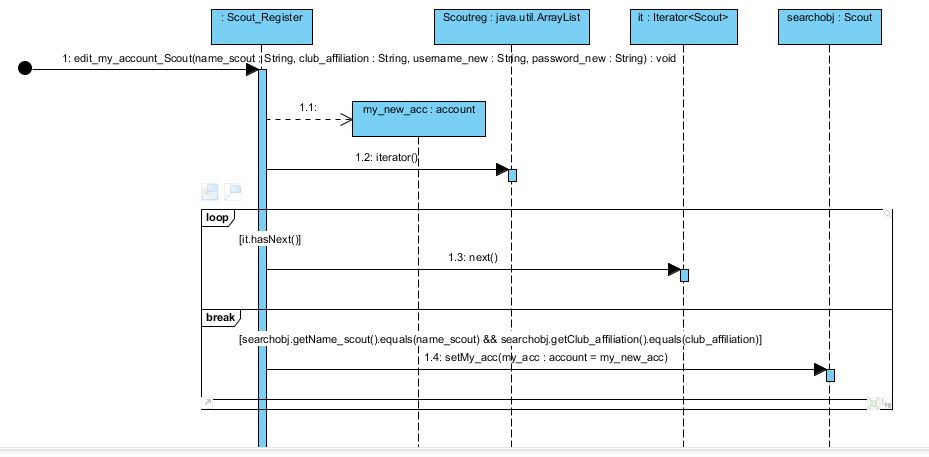 : Scout_Register
Scoutreg : java.util.ArrayList
it : Iterator<Scout>
searchobj : Scout
1: edit_my_account_Scout(name_scout : String, club_affiliation : String, username_new : String, password_new : String) : void
1.1:
my_new_acc : account
1.2: iterator()
loop
[it.hasNext()]
1.3: next()
break
[searchobj.getName_scout().equals(name_scout) && searchobj.getClub_affiliation().equals(club_affiliation)]
1.4: setMy_acc(my_acc : account = my_new_acc)